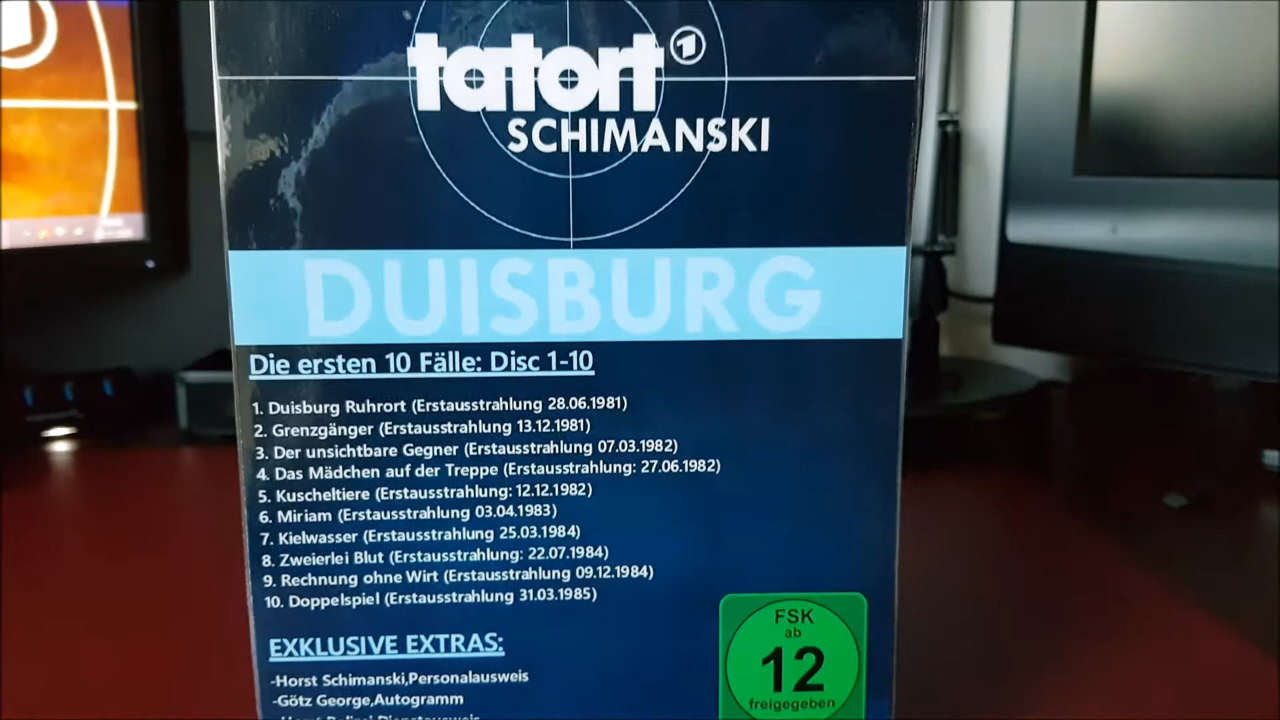 tatort 1
SCHIMANSKI
DUISBURG
Die ersten 10 Fälle: Disc 1-10
1. Duisburg Ruhrort (Erstausstrahlung 28.06.1981)
2. Grenzgänger (Erstausstrahlung 13.12.1981)
3. Der unsichtbare Gegner (Erstausstrahlung 07.03.1982)
4. Das Mädchen auf der Treppe (Erstausstrahlung: 27.06.1982)
5. Kuscheltiere (Erstausstrahlung: 12.12.1982)
6. Miriam (Erstausstrahlung 03.04.1983)
7. Kielwasser (Erstausstrahlung 25.03.1984)
8. Zweierlei Blut (Erstausstrahlung: 22.07.1984)
9. Rechnung ohne Wirt (Erstausstrahlung 09.12.1984)
10. Doppelspiel (Erstausstrahlung 31.03.1985)
EXKLUSIVE EXTRAS:
-Horst Schimanski,Personalausweis
-Götz George,Autogramm
FSK
ab
12
freigegeben